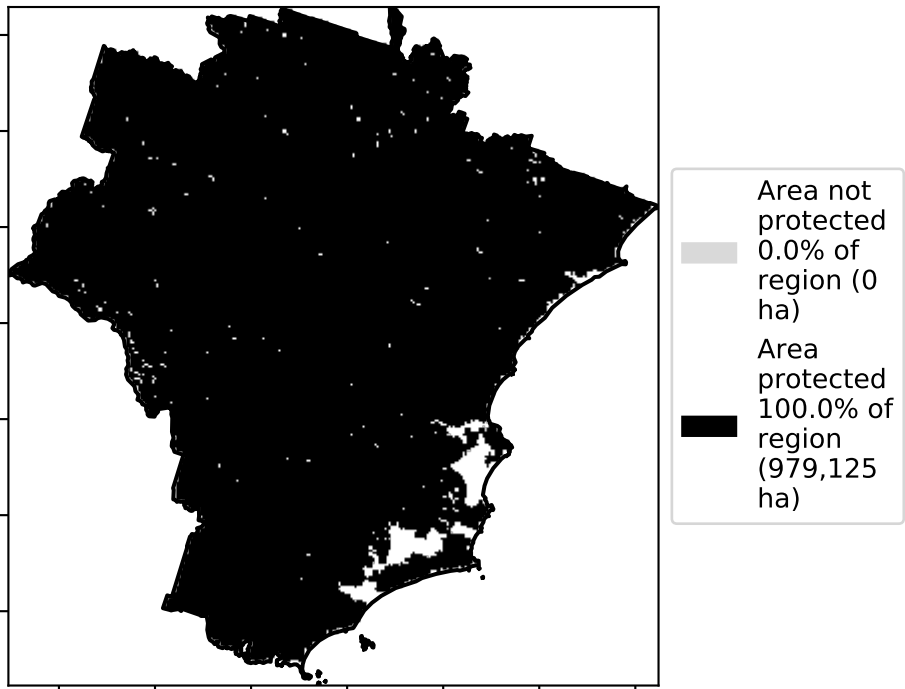 Area not
protected
0.0% of
region (0
ha)
Area
protected
100.0% of
region
(979,125
ha)